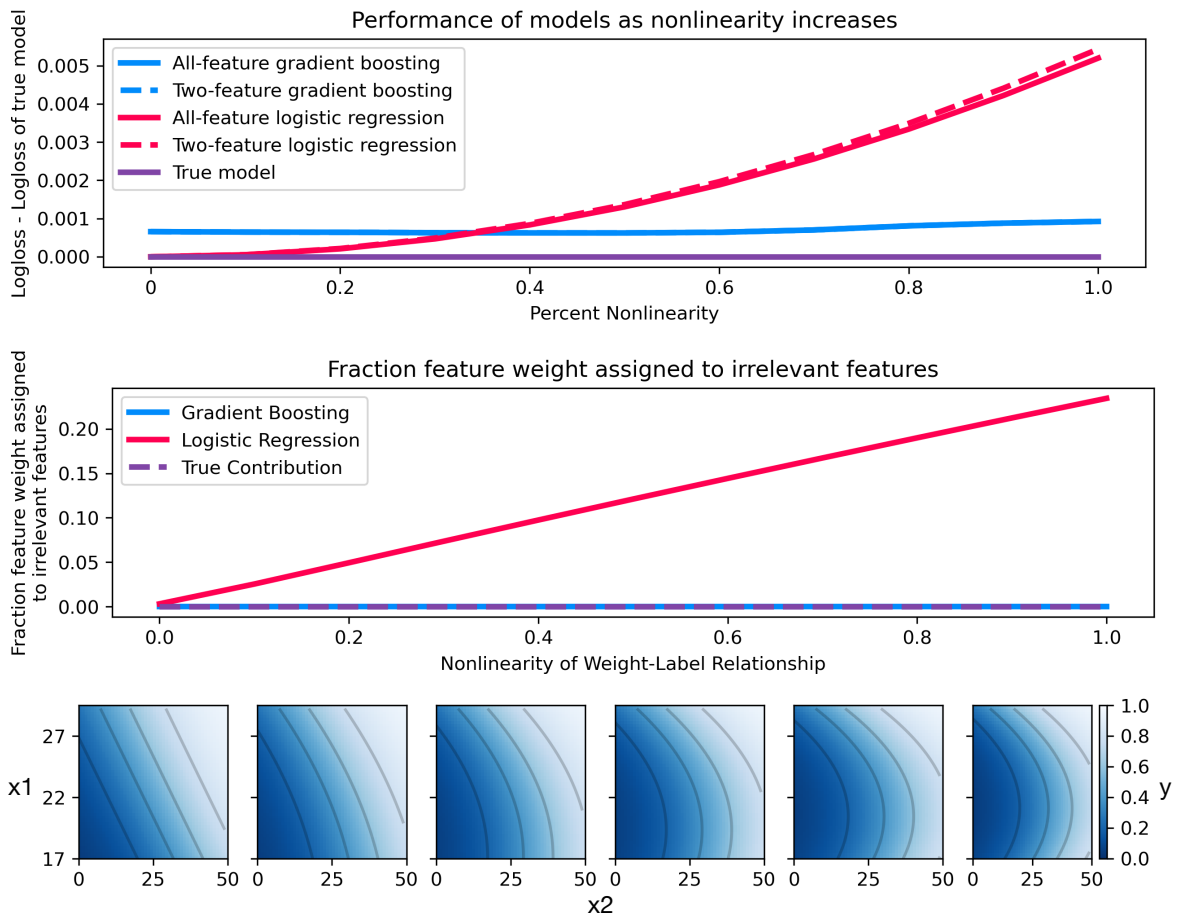 Performance of models as nonlinearity increases
Logloss - Logloss of true model
0.005
0.004
0.003
0.002
0.001
0.000
All-feature gradient boosting
Two-feature gradient boosting
All-feature logistic regression
Two-feature logistic regression
True model
0 0.2 0.4 0.6 0.8 1.0
Percent Nonlinearity
Fraction feature weight assigned to irrelevant features
Fraction feature weight assigned
to irrelevant features
0.20
0.15
0.10
0.05
0.00
Gradient Boosting
Logistic Regression
True Contribution
0.0 0.2 0.4 0.6 0.8 1.0
Nonlinearity of Weight-Label Relationship
x1
27
22
17
0 25 50 0 25 50 0 25 50 0 25 50 0 25 50 0 25 50
x2
1.0
0.8
0.6
0.4
0.2
0.0
y